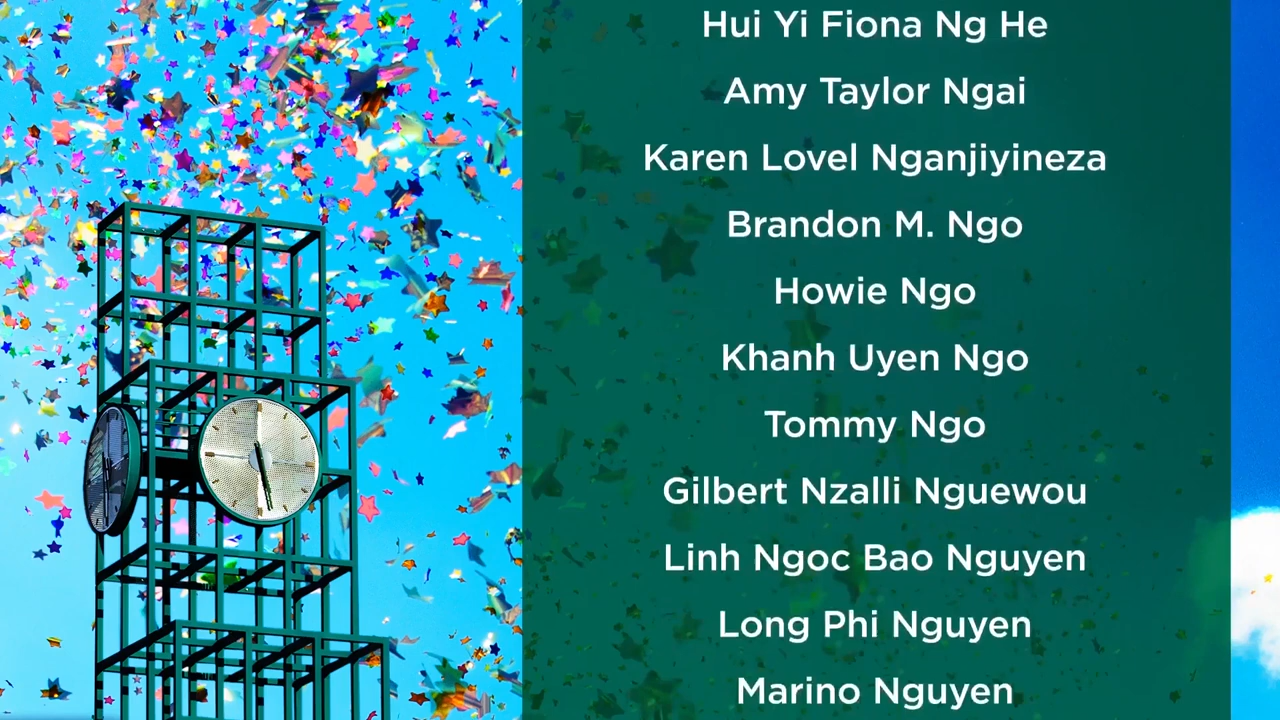 Hui Yi Fiona Ng He
Amy Taylor Ngai
Karen Lovel Nganjiyineza
Brandon M. Ngo
Howie Ngo
Khanh Uyen Ngo
Tommy Ngo
Gilbert Nzalli Nguewou
Linh Ngoc Bao Nguyen
Long Phi Nguyen
Marino Nguyen